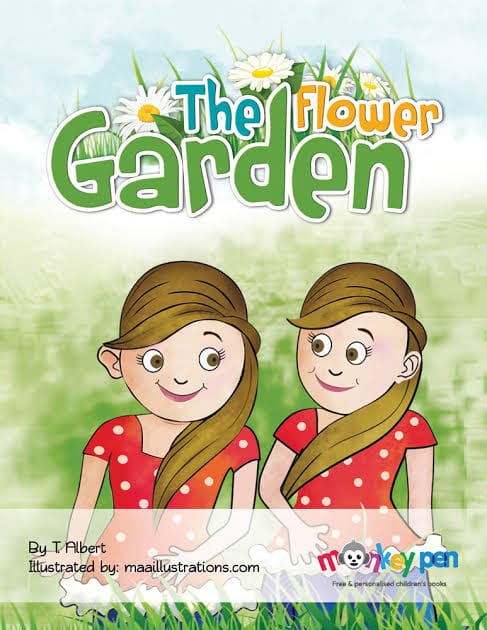 The Flower
Garden
By T. Albert
Illustrated by: maaillustrations.com
monkey pen
Free & personalised children's books